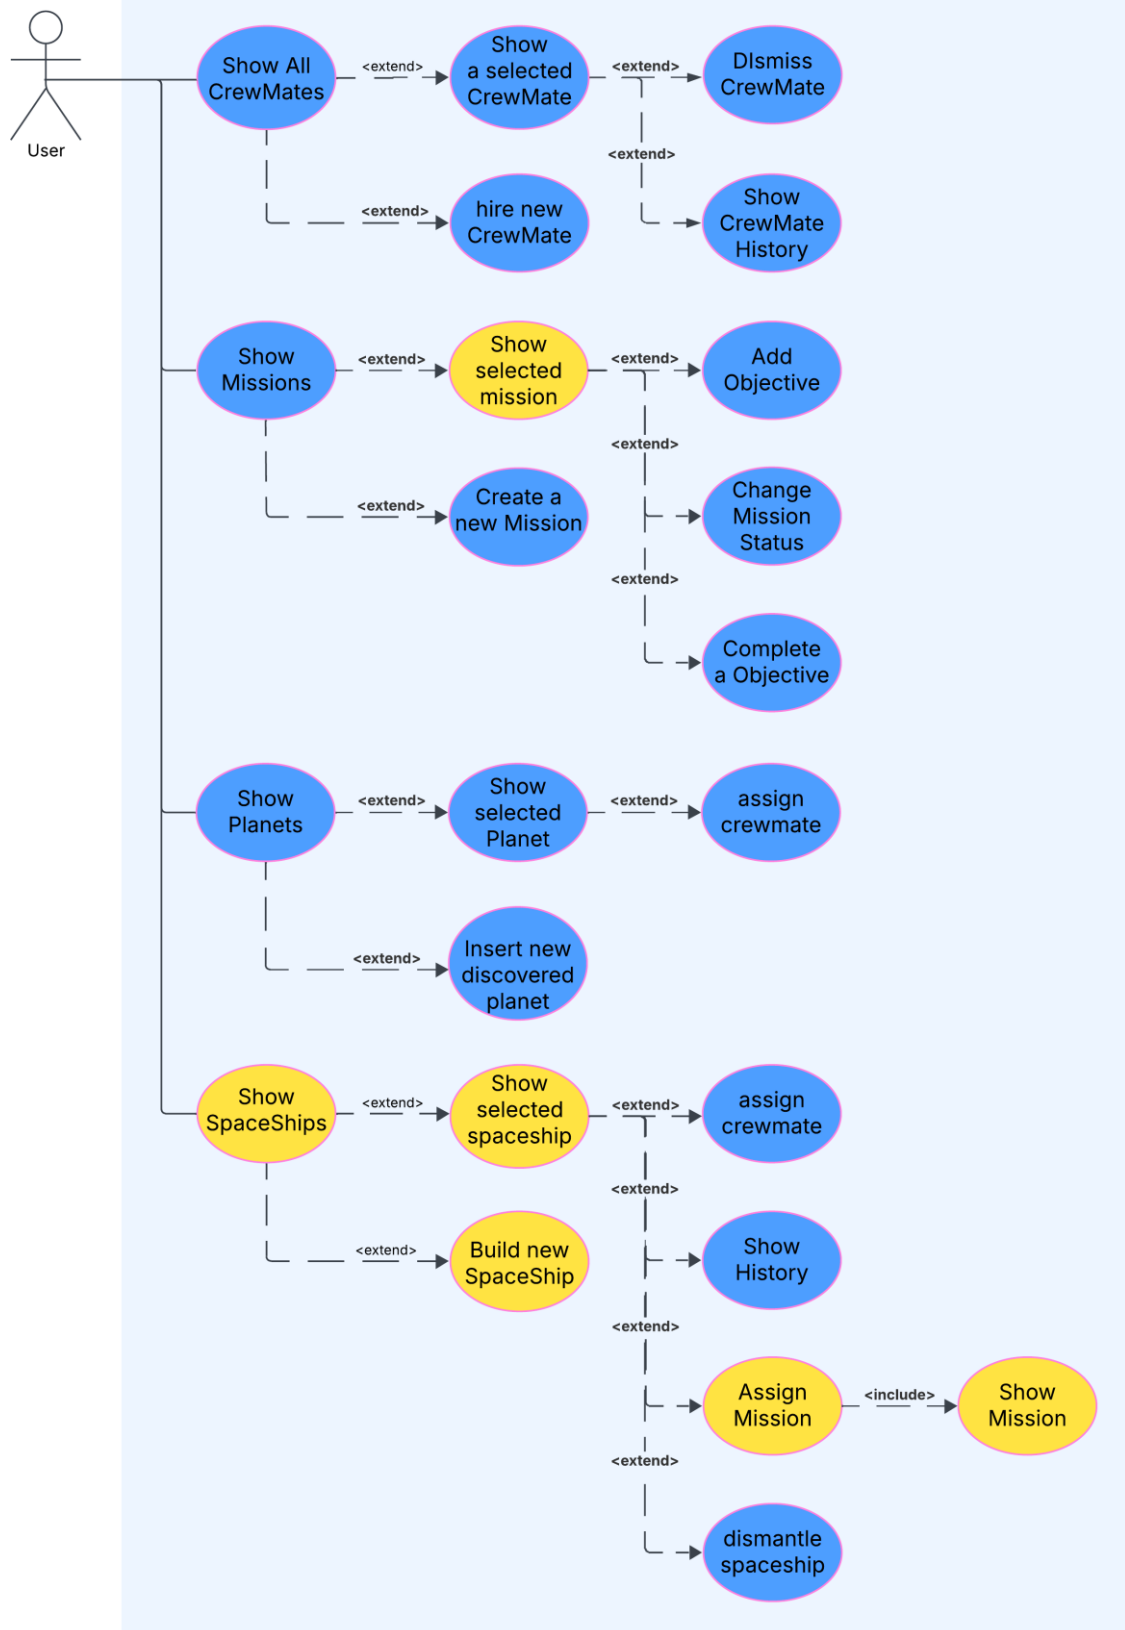 User
Show All
CrewMates
<extend>
Show
a selected
CrewMate
<extend>
DIsmiss
CrewMate
<extend>
Show
CrewMate
History
<extend>
hire new
CrewMate
Show
Missions
<extend>
Show
selected
mission
<extend>
Add
Objective
<extend>
Change
Mission
Status
<extend>
Create a
new Mission
<extend>
Complete
a Objective
Show
Planets
<extend>
Show
selected
Planet
<extend>
assign
crewmate
<extend>
Insert new
discovered
planet
Show
SpaceShips
<extend>
Show
selected
spaceship
<extend>
assign
crewmate
<extend>
Show
History
<extend>
Build new
SpaceShip
<extend>
Assign
Mission
<include>
Show
Mission
<extend>
dismantle
spaceship